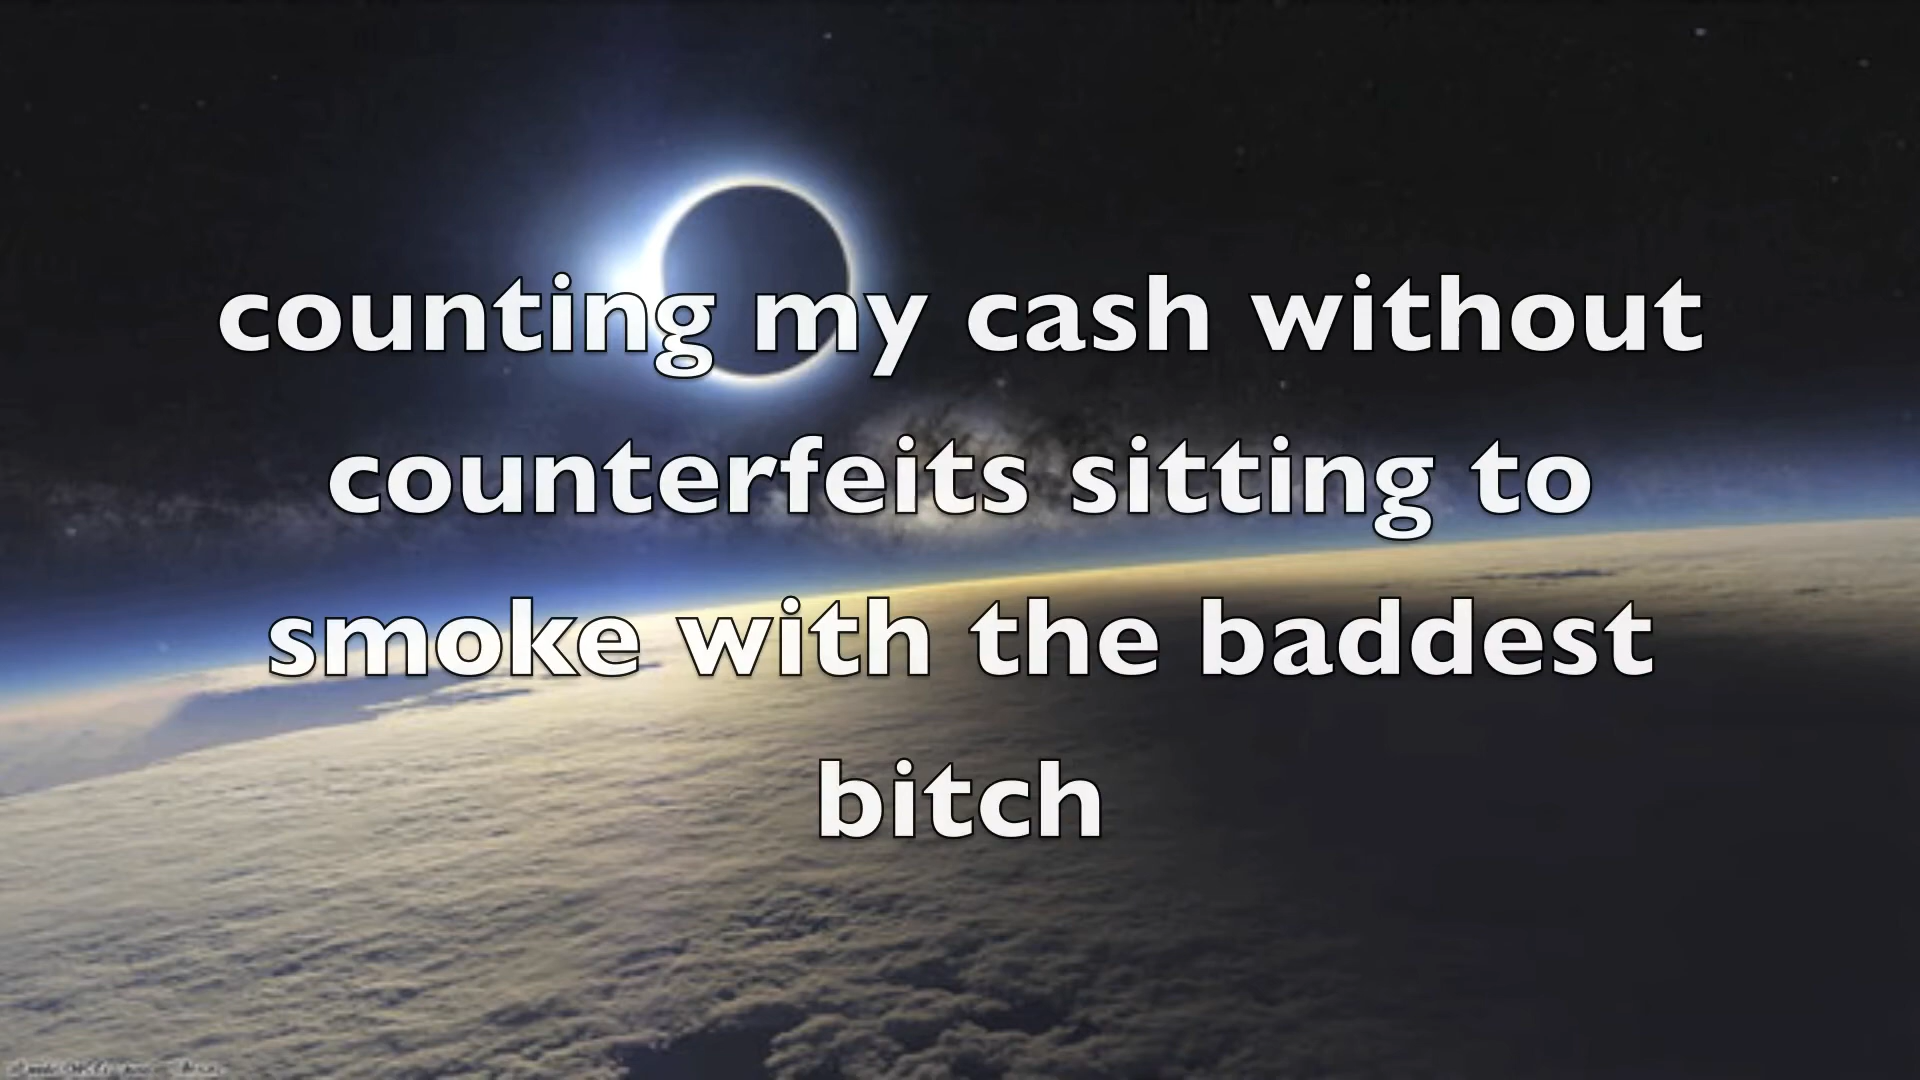 counting my cash without
counterfeits sitting to
smoke with the baddest
bitch